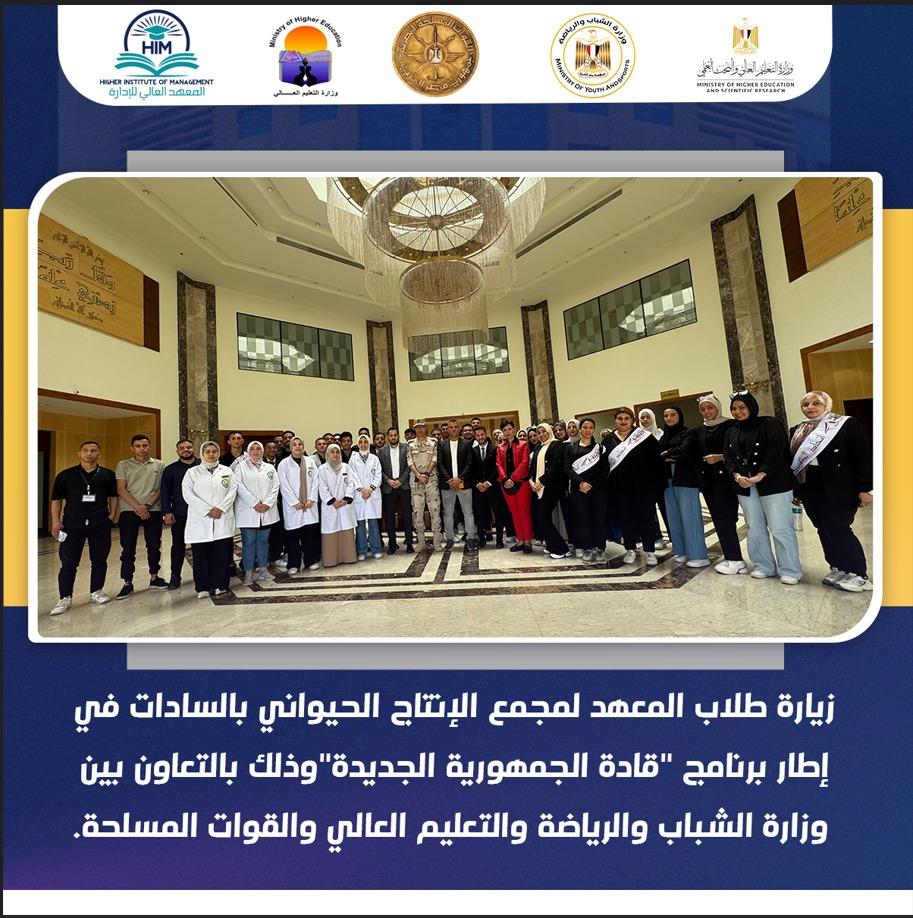 HIM
HIGHER INSTITUTE OF MANAGEMENT
المعهد العالي للإدارة
Ministry of Higher Education
وزارة التعليم العـــالي
وزارة الشباب والرياضة
MINISTRY OF YOUTH AND SPORTS
وزارة التعليم العالي والبحث العلمي
MINISTRY OF HIGHER EDUCATION
AND SCIENTIFIC RESEARCH
زيارة طلاب المعهد لمجمع الإنتاج الحيواني بالسادات في
إطار برنامج "قادة الجمهورية الجديدة"وذلك بالتعاون بين
وزارة الشباب والرياضة والتعليم العالي والقوات المسلحة.